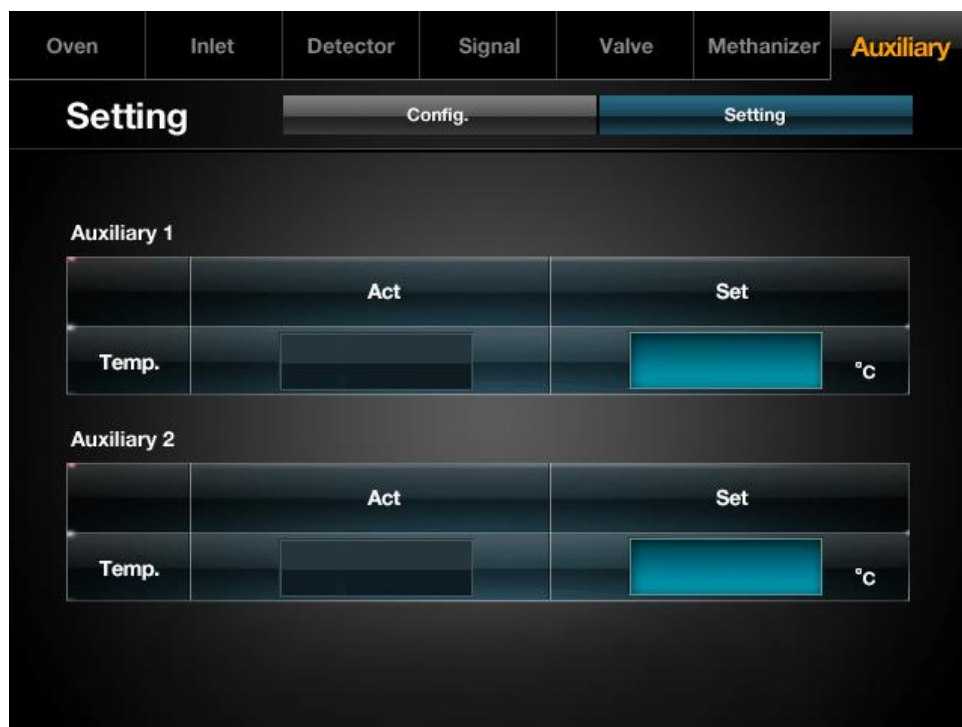 Oven Inlet Detector Signal Valve Methanizer Auxiliary
Setting Config. Setting
Auxiliary 1
Act Set
Temp. °C
Auxiliary 2
Act Set
Temp. °C